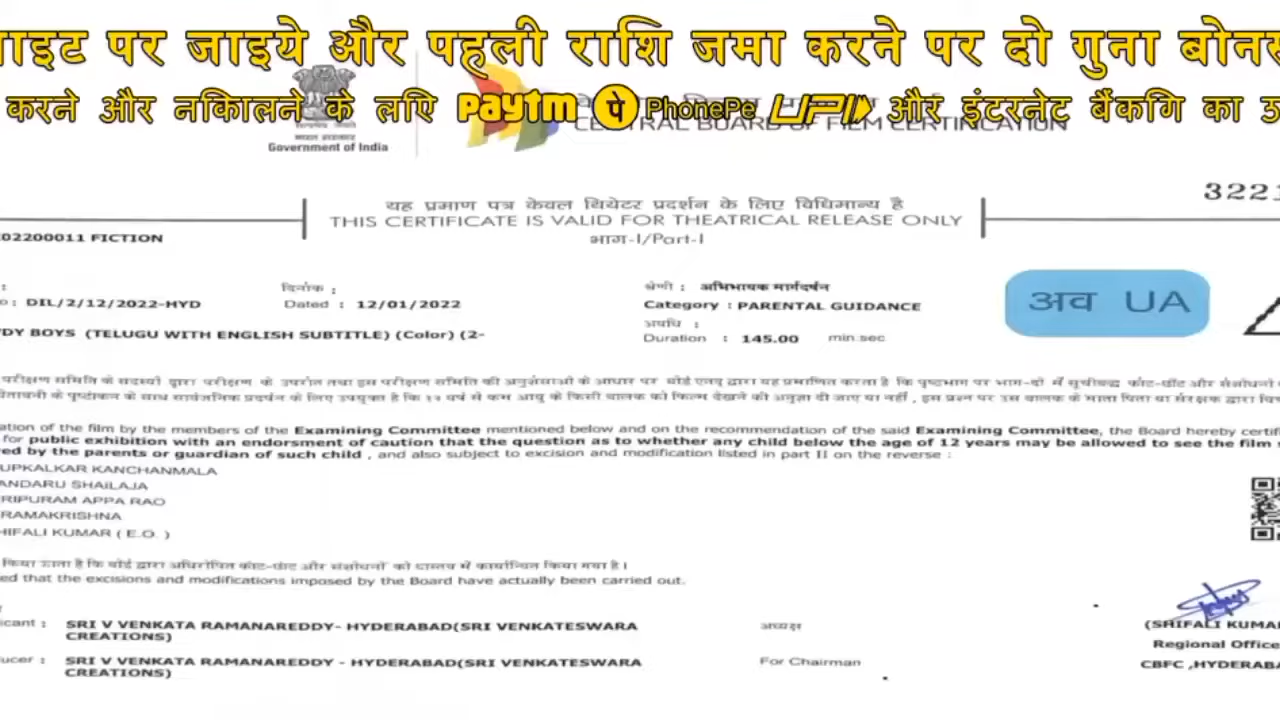 ाइट पर जाइये और पहली राशि जमा करने पर दो गुना बोनस
करने और नकिालने के लिए Paytm PhonePe UPI और इंटरनेट बैंकगि का उ
Government of India
CENTRAL BOARD OF FILM CERTIFICATION
3221
यह प्रमाण पत्र केवल थियेटर प्रदर्शन के लिए विधिमान्य है
THIS CERTIFICATE IS VALID FOR THEATRICAL RELEASE ONLY
भाग-I/Part-I
02200011 FICTION
दिनांक :
श्रेणी : अभिभावक मार्गदर्शन
अव UA
DIL/2/12/2022-HYD
Dated : 12/01/2022
Category : PARENTAL GUIDANCE
अवधि :
DY BOYS (TELUGU WITH ENGLISH SUBTITLE) (Color) (2-
Duration : 145.00 min:sec
ation of the film by the members of the Examining Committee mentioned below and on the recommendation of the said Examining Committee, the Board hereby certifi
for public exhibition with an endorsment of caution that the question as to whether any child below the age of 12 years may be allowed to see the film
ed by the parents or guardian of such child , and also subject to excision and modification listed in part II on the reverse :
UPKALKAR KANCHANMALA
ANDARU SHAILAJA
RIPURAM APPA RAO
RAMAKRISHNA
HIFALI KUMAR ( E.O. )
ed that the excisions and modifications imposed by the Board have actually been carried out.
icant : SRI V VENKATA RAMANAREDDY- HYDERABAD(SRI VENKATESWARA
CREATIONS)
अध्यक्ष
(SHIFALI KUMAR
Regional Office
ucer : SRI V VENKATA RAMANAREDDY - HYDERABAD(SRI VENKATESWARA
CREATIONS)
For Chairman
CBFC ,HYDERABA